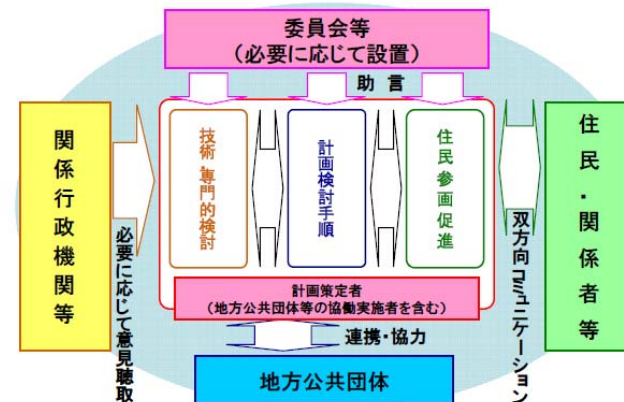 委員会等
（必要に応じて設置）
助 言
関係行政機関等
必要に応じて意見聴取
技術・専門的検討
計画検討手順
住民参画促進
双方向コミュニケーション
住民・関係者等
計画策定者
（地方公共団体等の協働実施者を含む）
連携・協力
地方公共団体